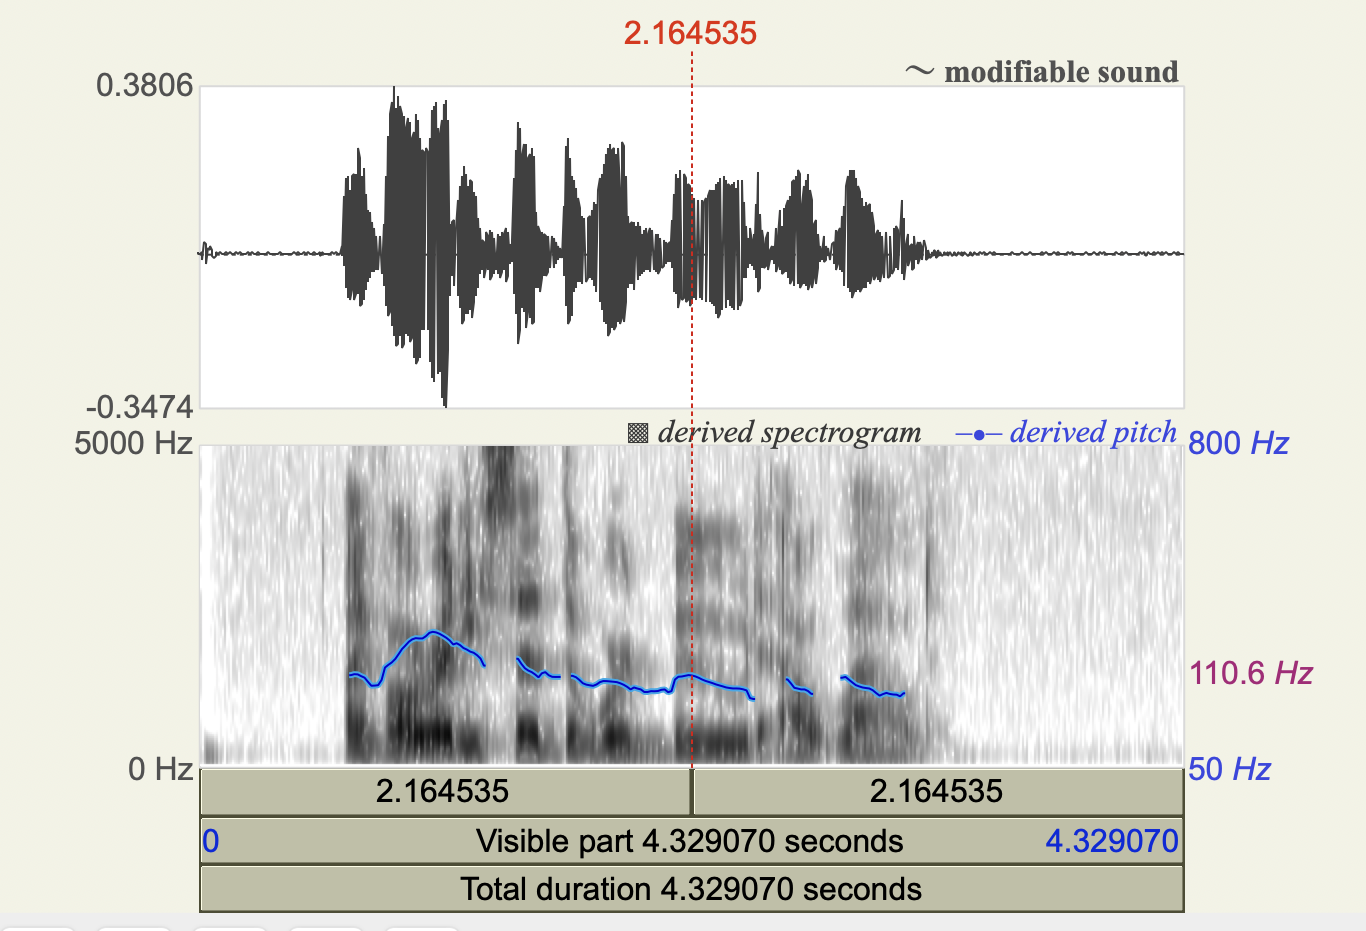 2.164535
~ modifiable sound
0.3806
-0.3474
5000 Hz
derived spectrogram
derived pitch
800 Hz
110.6 Hz
0 Hz
50 Hz
2.164535 2.164535
0 Visible part 4.329070 seconds 4.329070
Total duration 4.329070 seconds